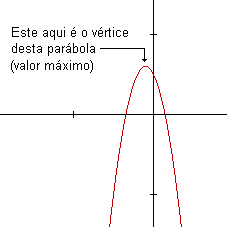 Este aqui é o vértice
desta parábola
(valor máximo)